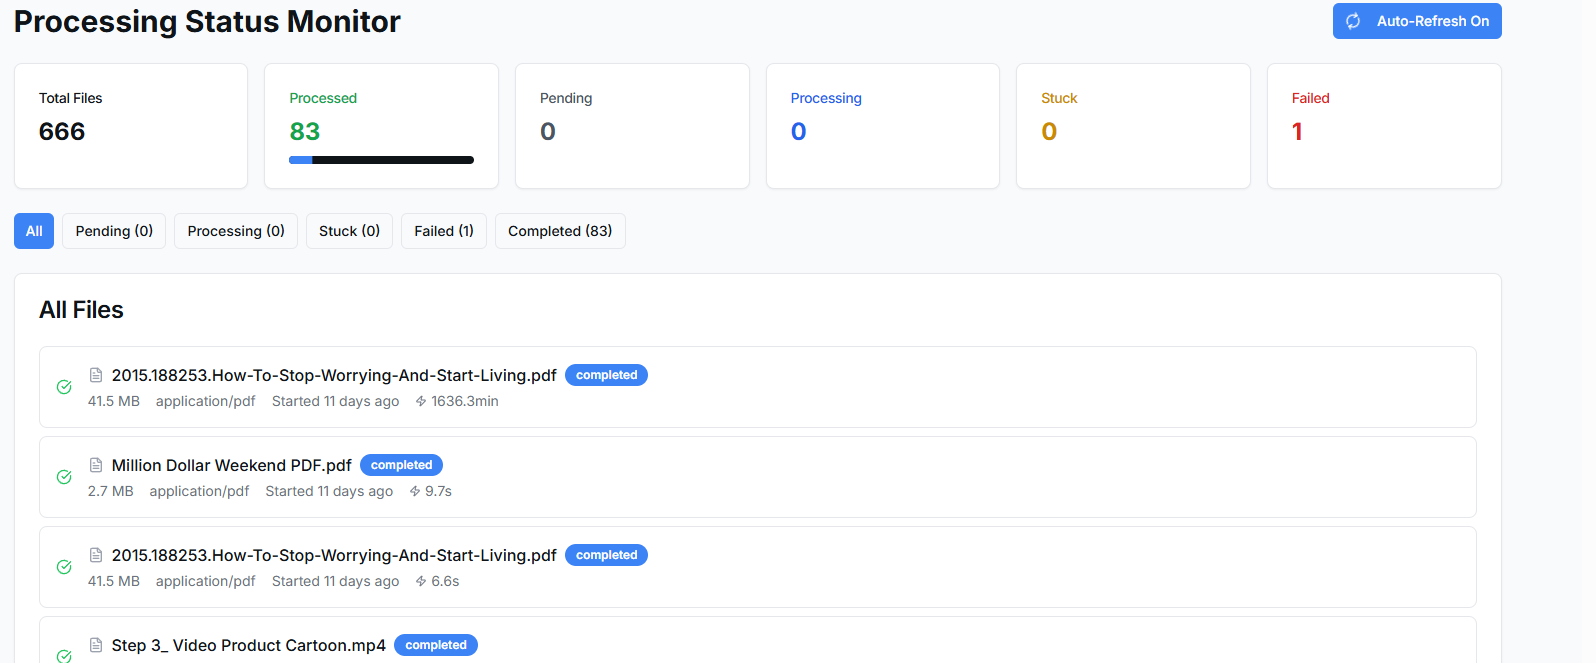 Processing Status Monitor
Auto-Refresh On
Total Files
666
Processed
83
Pending
0
Processing
0
Stuck
0
Failed
1
All
Pending (0)
Processing (0)
Stuck (0)
Failed (1)
Completed (83)
All Files
2015.188253.How-To-Stop-Worrying-And-Start-Living.pdf completed
41.5 MB application/pdf Started 11 days ago 1636.3min
Million Dollar Weekend PDF.pdf completed
2.7 MB application/pdf Started 11 days ago 9.7s
2015.188253.How-To-Stop-Worrying-And-Start-Living.pdf completed
41.5 MB application/pdf Started 11 days ago 6.6s
Step 3_ Video Product Cartoon.mp4 completed